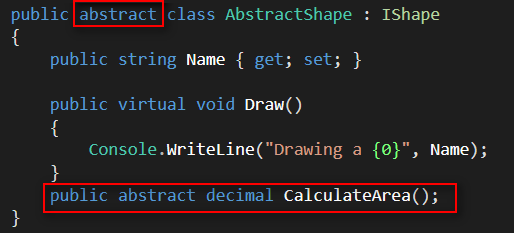 public abstract class AbstractShape : IShape
{
public string Name { get; set; }
public virtual void Draw()
{
Console.WriteLine("Drawing a {0}", Name);
}
public abstract decimal CalculateArea();
}